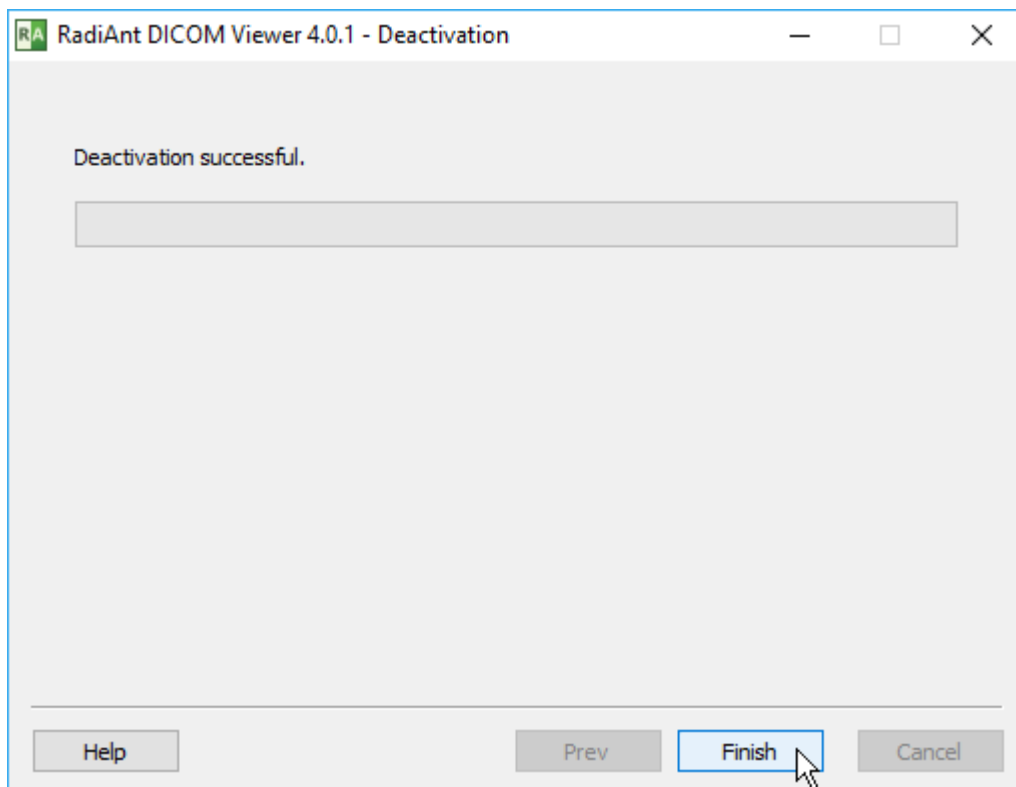 RA RadiAnt DICOM Viewer 4.0.1 - Deactivation
Deactivation successful.
Help Prev Finish Cancel